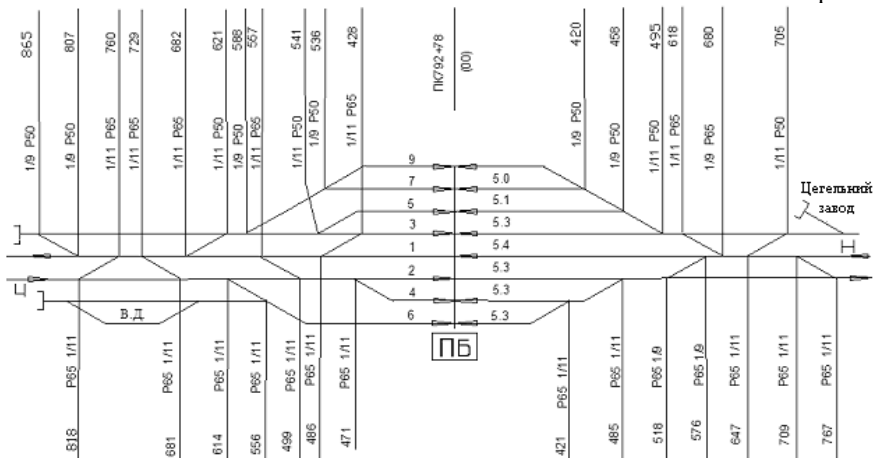 865
807
760
729
682
621
588
557
541
536
428
ПК792+78
(00)
420
458
495
618
680
705
1/9 Р50
1/9 Р50
1/11 Р65
1/11 Р65
1/11 Р65
1/11 Р50
1/9 Р50
1/11 Р65
1/11 Р50
1/9 Р50
1/11 Р65
1/9 Р50
1/9 Р50
1/11 Р50
1/11 Р65
1/9 Р65
1/11 Р50
9
7
5.0
5
5.1
3
5.3
1
5.4
2
5.3
4
5.3
6
5.3
Цегельний
завод
Н
Ц
В.Д.
ПБ
Р65 1/11
Р65 1/11
Р65 1/11
Р65 1/11
Р65 1/11
Р65 1/11
Р65 1/11
Р65 1/11
Р65 1/11
Р65 1/9
Р65 1/9
Р65 1/11
Р65 1/11
Р65 1/11
818
681
614
556
499
486
471
421
485
518
576
647
709
767